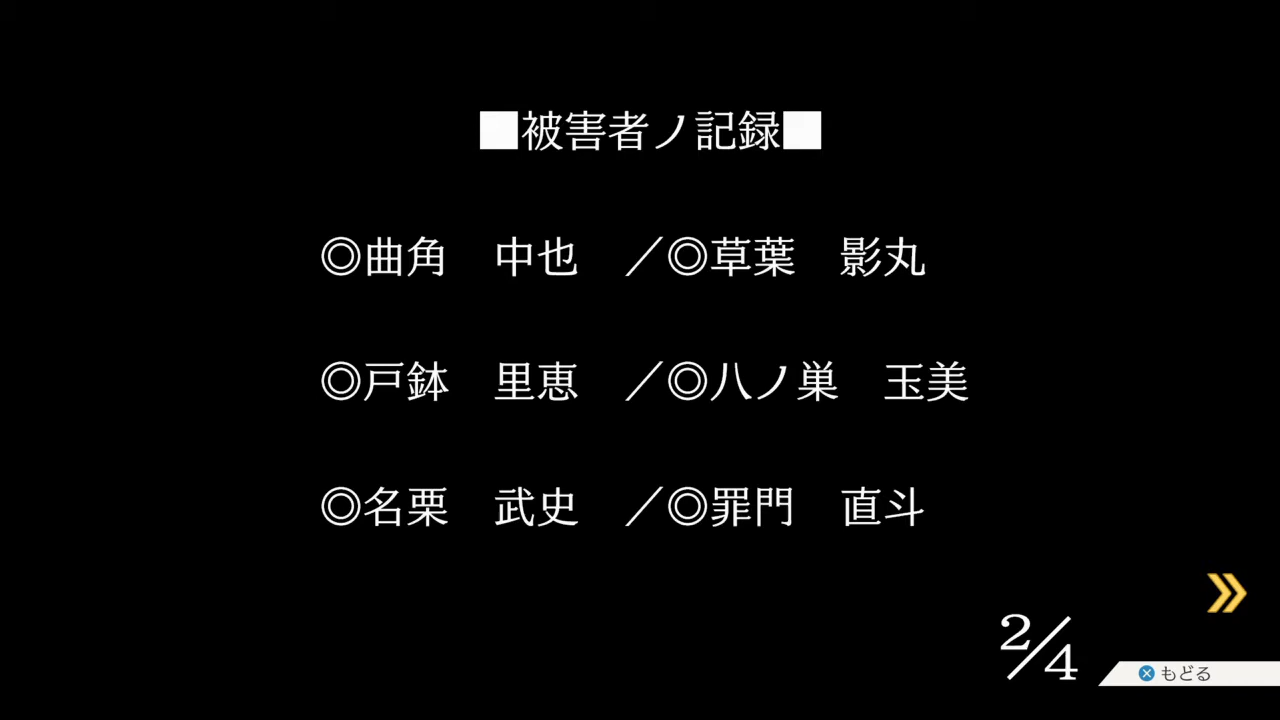 ■被害者ノ記録■
◎曲角　中也　／◎草葉　影丸
◎戸鉢　里恵　／◎八ノ巣　玉美
◎名栗　武史　／◎罪門　直斗
2/4
もどる